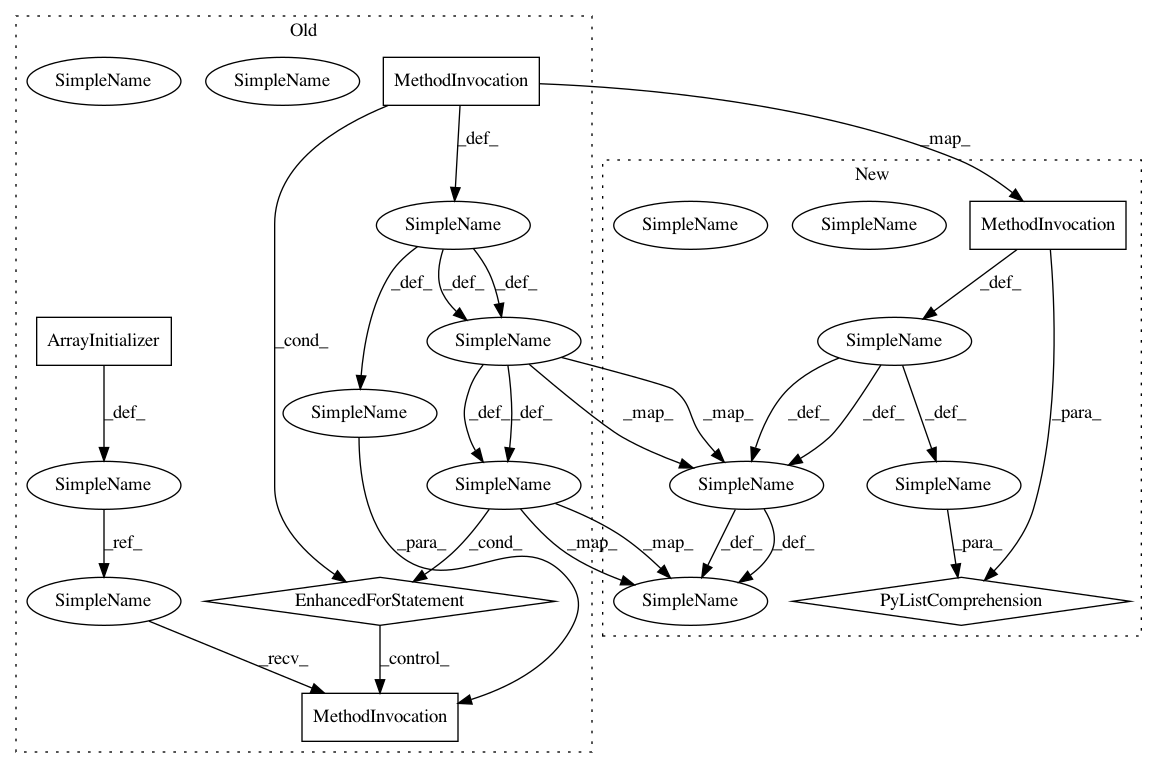 Old
SimpleName
SimpleName
MethodInvocation
_def_
_map_
New
SimpleName
SimpleName
SimpleName
MethodInvocation
_def_
_def_
_def_
_def_
_cond_
ArrayInitializer
SimpleName
SimpleName
_para_
_def_
SimpleName
_def_
_def_
_map_
_map_
_def_
_def_
_def_
SimpleName
SimpleName
SimpleName
SimpleName
_ref_
_para_
_cond_
_map_
_map_
_def_
_def_
_para_
SimpleName
EnhancedForStatement
SimpleName
PyListComprehension
_recv_
_control_
MethodInvocation